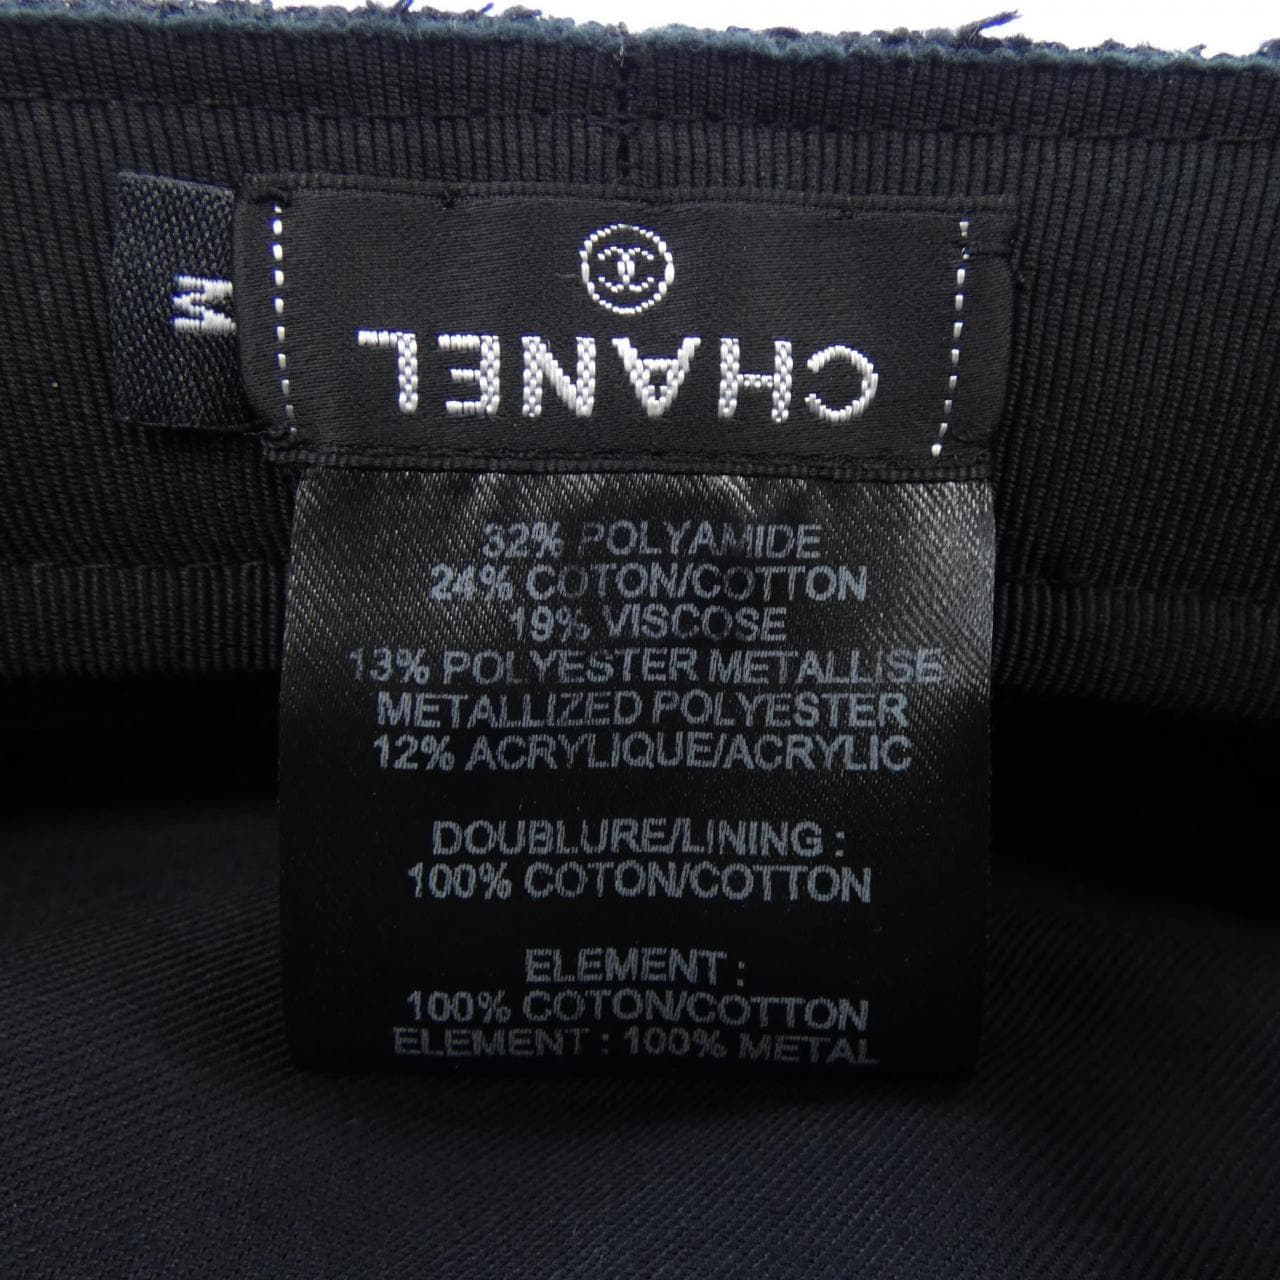 M
CHANEL
32% POLYAMIDE
24% COTON/COTTON
19% VISCOSE
13% POLYESTER METALLISE
METALLIZED POLYESTER
12% ACRYLIQUE/ACRYLIC
DOUBLURE/LINING :
100% COTON/COTTON
ELEMENT :
100% COTON/COTTON
ELEMENT : 100% METAL